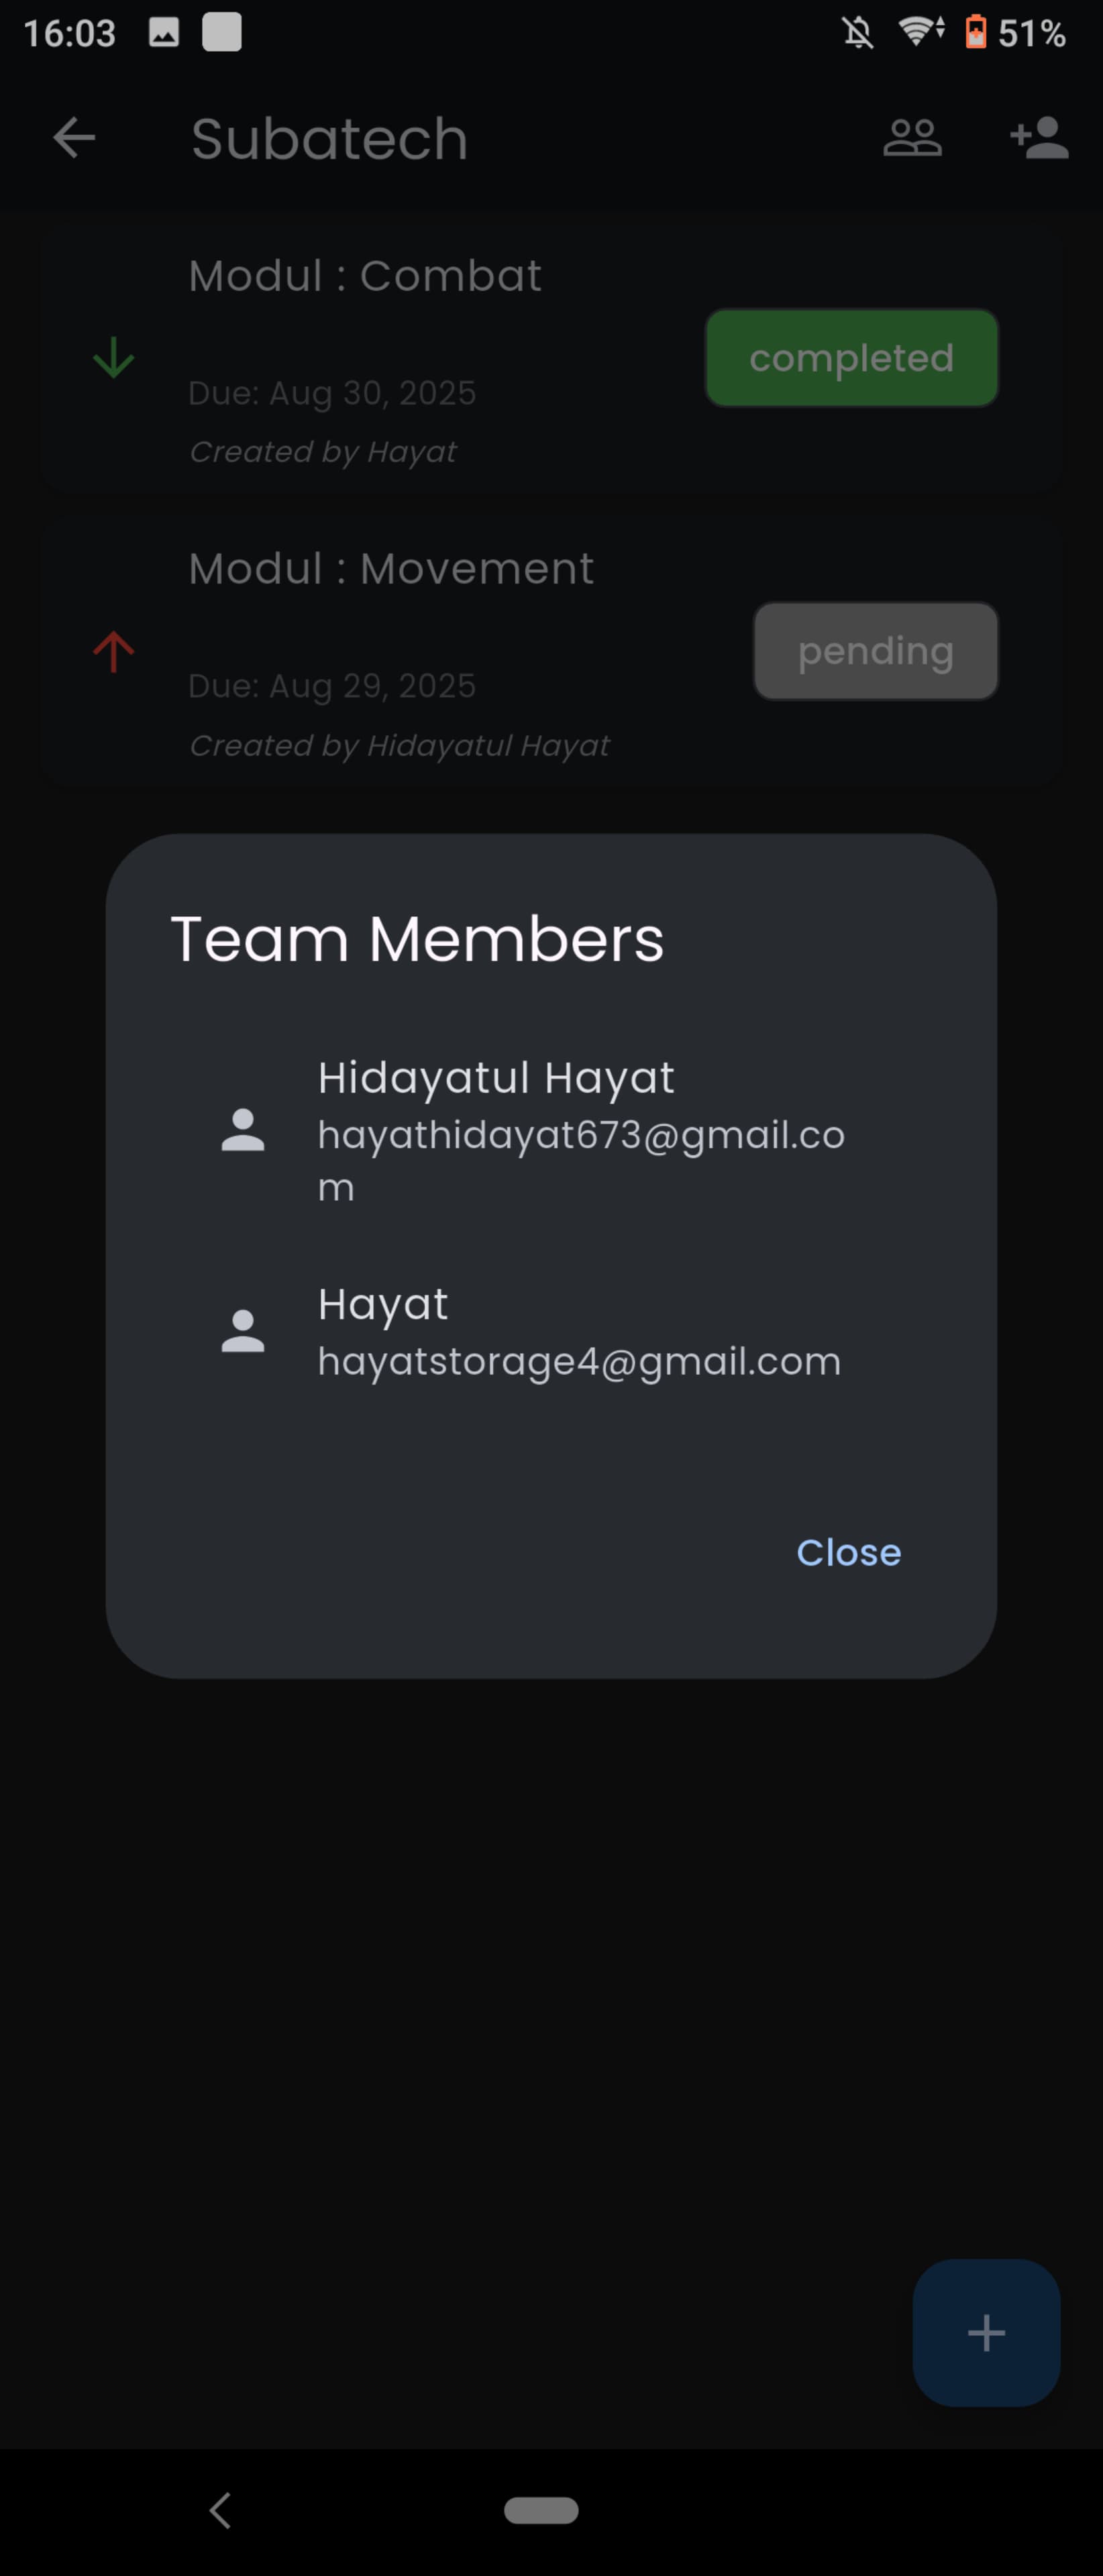 16:03
51%
Subatech
Modul : Combat
completed
Due: Aug 30, 2025
Created by Hayat
Modul : Movement
pending
Due: Aug 29, 2025
Created by Hidayatul Hayat
Team Members
Hidayatul Hayat
hayathidayat673@gmail.co
m
Hayat
hayatstorage4@gmail.com
Close